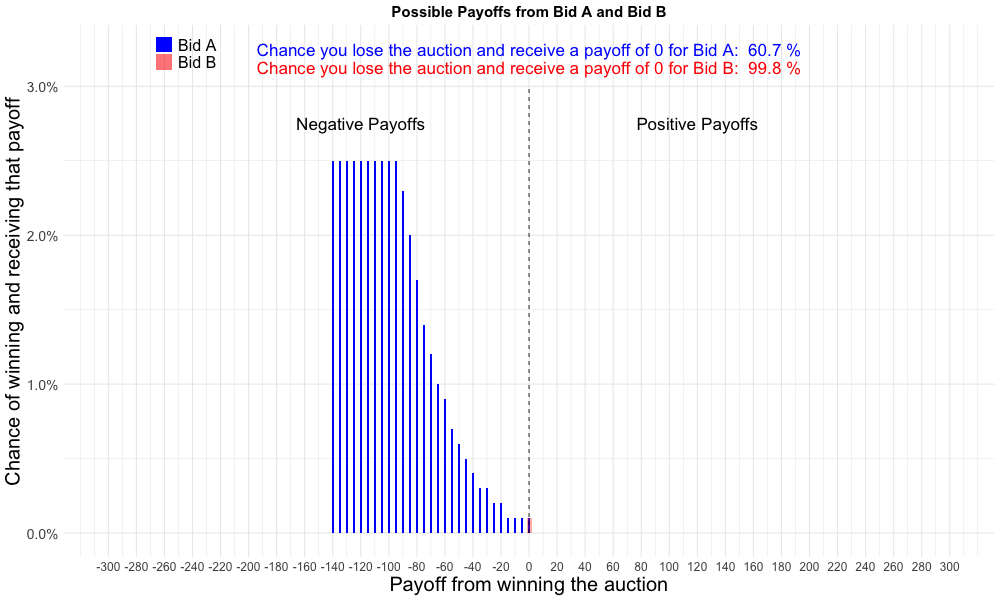 Possible Payoffs from Bid A and Bid B
Bid A
Bid B
Chance you lose the auction and receive a payoff of 0 for Bid A: 60.7 %
Chance you lose the auction and receive a payoff of 0 for Bid B: 99.8 %
Negative Payoffs
Positive Payoffs
Chance of winning and receiving that payoff
3.0%
2.0%
1.0%
0.0%
-300 -280 -260 -240 -220 -200 -180 -160 -140 -120 -100 -80 -60 -40 -20 0 20 40 60 80 100 120 140 160 180 200 220 240 260 280 300
Payoff from winning the auction